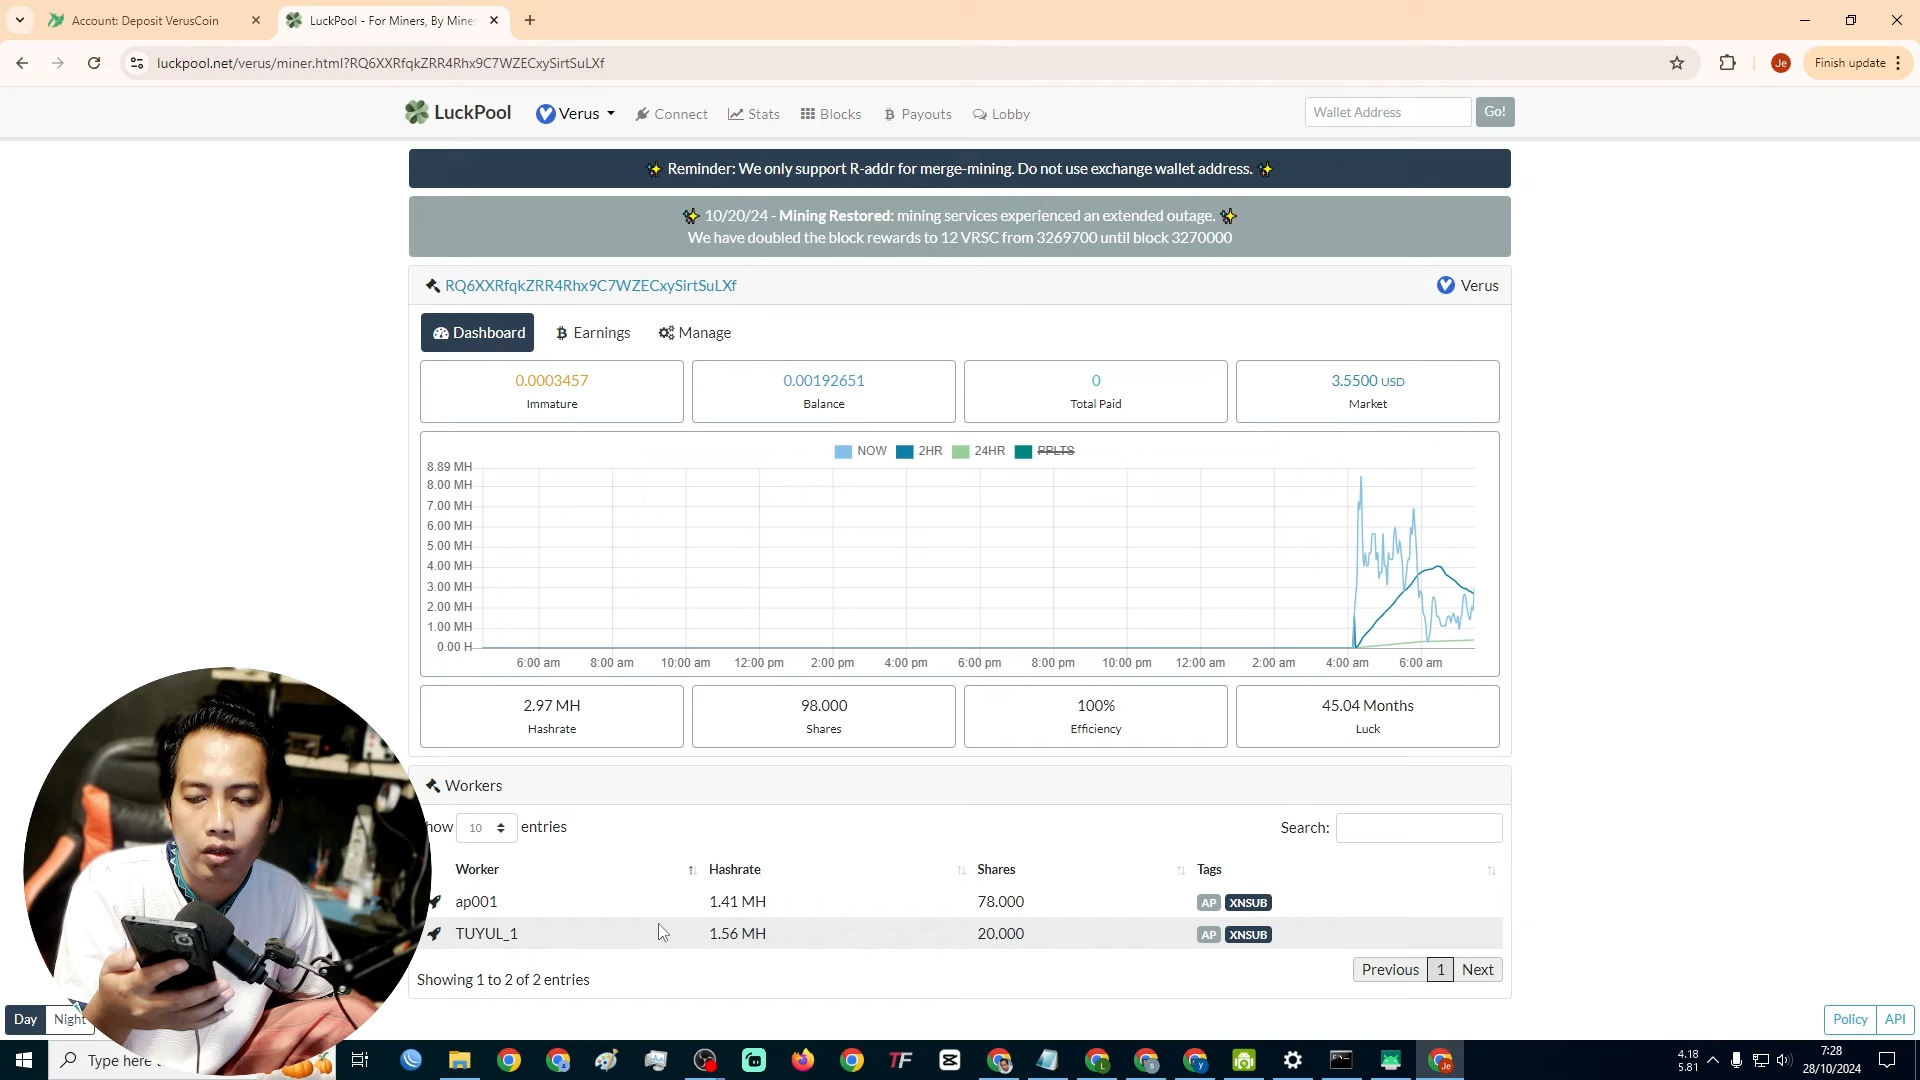 Account: Deposit VerusCoin
LuckPool - For Miners, By Mine
luckpool.net/verus/miner.html?RQ6XXRfqkZRR4Rhx9C7WZECxySirtSuLXf
Je
Finish update
LuckPool
Verus
Connect
Stats
Blocks
Payouts
Lobby
Wallet Address
Go!
✨ Reminder: We only support R-addr for merge-mining. Do not use exchange wallet address. ✨
✨ 10/20/24 - Mining Restored: mining services experienced an extended outage. ✨
We have doubled the block rewards to 12 VRSC from 3269700 until block 3270000
RQ6XXRfqkZRR4Rhx9C7WZECxySirtSuLXf
Verus
Dashboard
Earnings
Manage
0.0003457
Immature
0.00192651
Balance
0
Total Paid
3.5500 USD
Market
NOW 2HR 24HR PPLTS
8.89 MH
8.00 MH
7.00 MH
6.00 MH
5.00 MH
4.00 MH
3.00 MH
2.00 MH
1.00 MH
0.00 H
6:00 am 8:00 am 10:00 am 12:00 pm 2:00 pm 4:00 pm 6:00 pm 8:00 pm 10:00 pm 12:00 am 2:00 am 4:00 am 6:00 am
2.97 MH
Hashrate
98.000
Shares
100%
Efficiency
45.04 Months
Luck
Workers
how 10 entries
Search:
Worker Hashrate Shares Tags
ap001 1.41 MH 78.000 AP XNSUB
TUYUL_1 1.56 MH 20.000 AP XNSUB
Showing 1 to 2 of 2 entries
Previous 1 Next
Day Night
Policy API
Type here
TF
4.18
5.81
7:28
28/10/2024